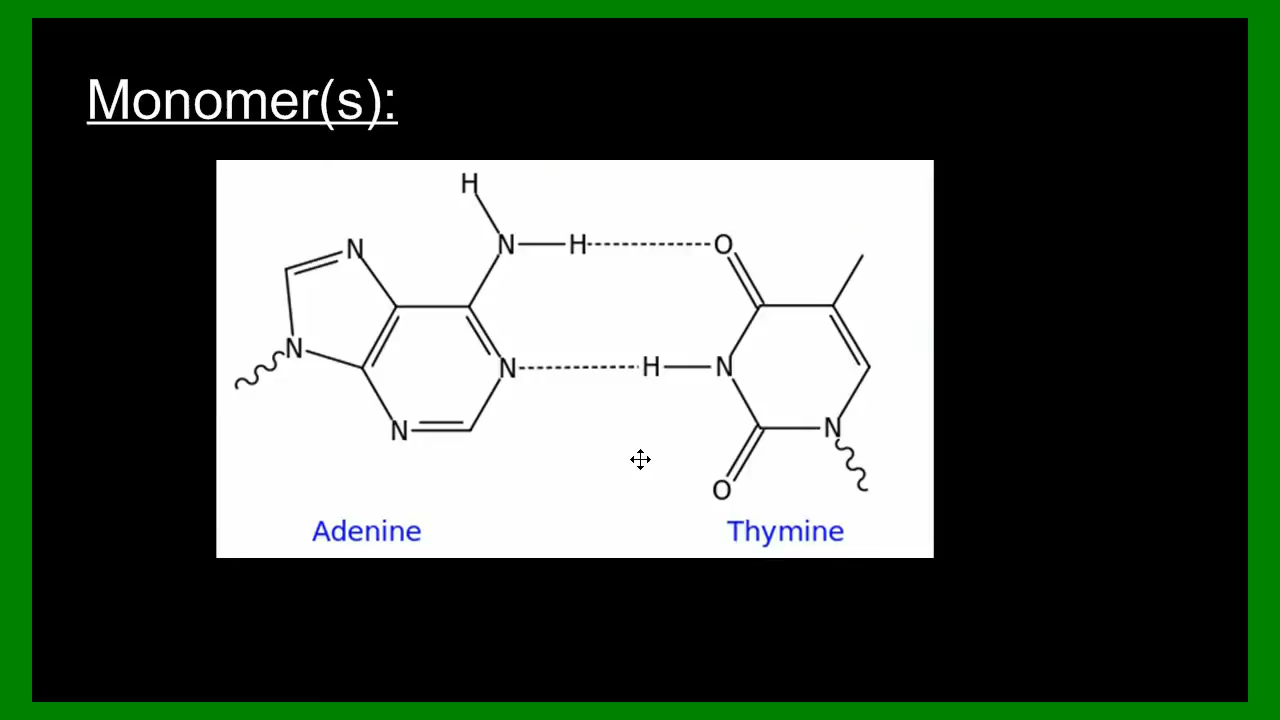 Monomer(s):
H
N H O
N
N
N H N
N N
O
Adenine Thymine